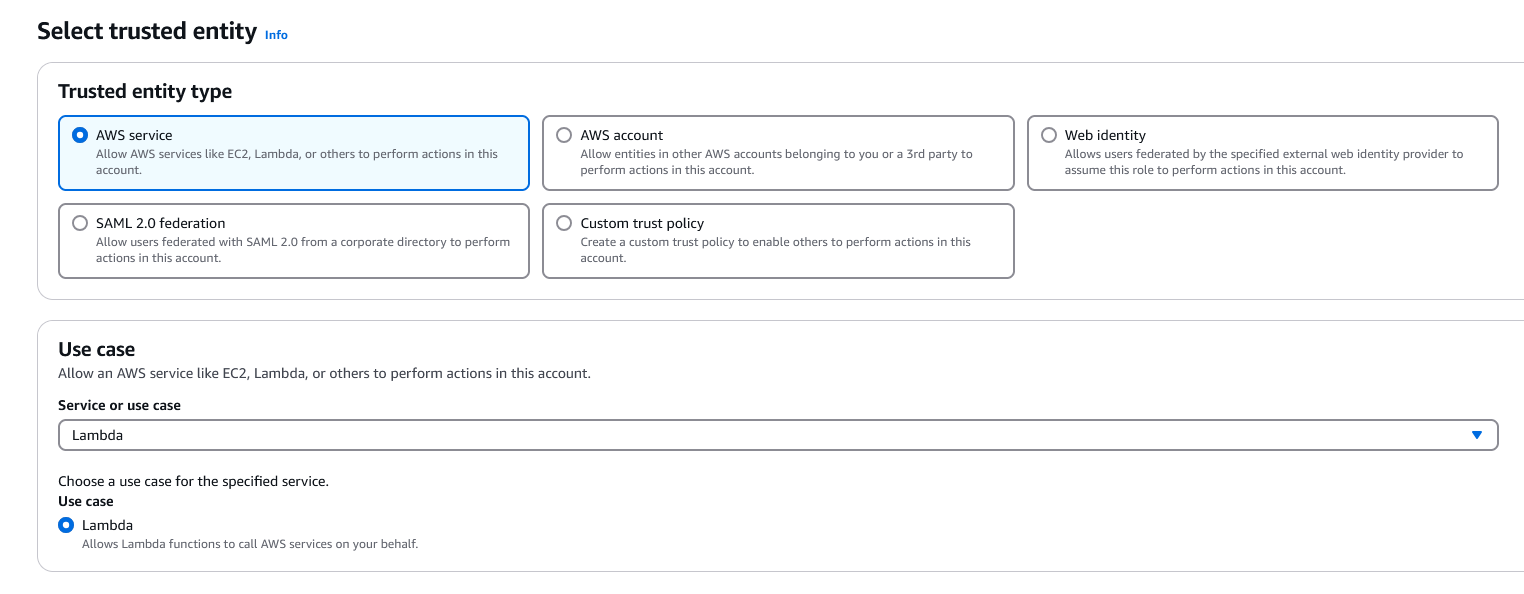 Select trusted entity Info
Trusted entity type
AWS service
Allow AWS services like EC2, Lambda, or others to perform actions in this
account.
AWS account
Allow entities in other AWS accounts belonging to you or a 3rd party to
perform actions in this account.
Web identity
Allows users federated by the specified external web identity provider to
assume this role to perform actions in this account.
SAML 2.0 federation
Allow users federated with SAML 2.0 from a corporate directory to perform
actions in this account.
Custom trust policy
Create a custom trust policy to enable others to perform actions in this
account.
Use case
Allow an AWS service like EC2, Lambda, or others to perform actions in this account.
Service or use case
Lambda
Choose a use case for the specified service.
Use case
Lambda
Allows Lambda functions to call AWS services on your behalf.